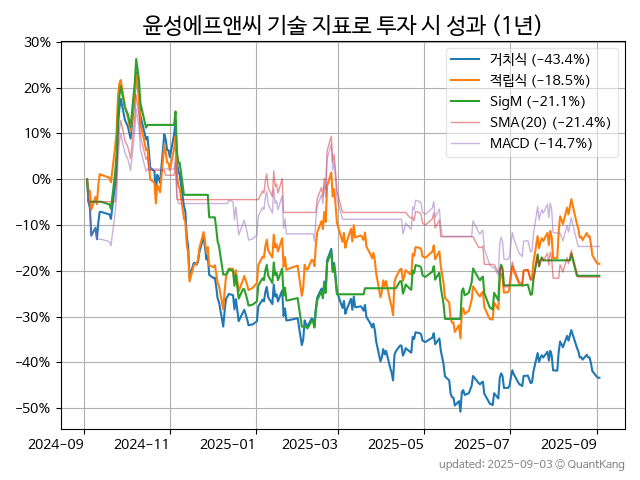 윤성에프앤씨 기술 지표로 투자 시 성과 (1년)
30%
20%
10%
0%
−10%
−20%
−30%
−40%
−50%
거치식 (−43.4%)
적립식 (−18.5%)
SigM (−21.1%)
SMA(20) (−21.4%)
MACD (−14.7%)
2024-09 2024-11 2025-01 2025-03 2025-05 2025-07 2025-09
updated: 2025-09-03 © QuantKang